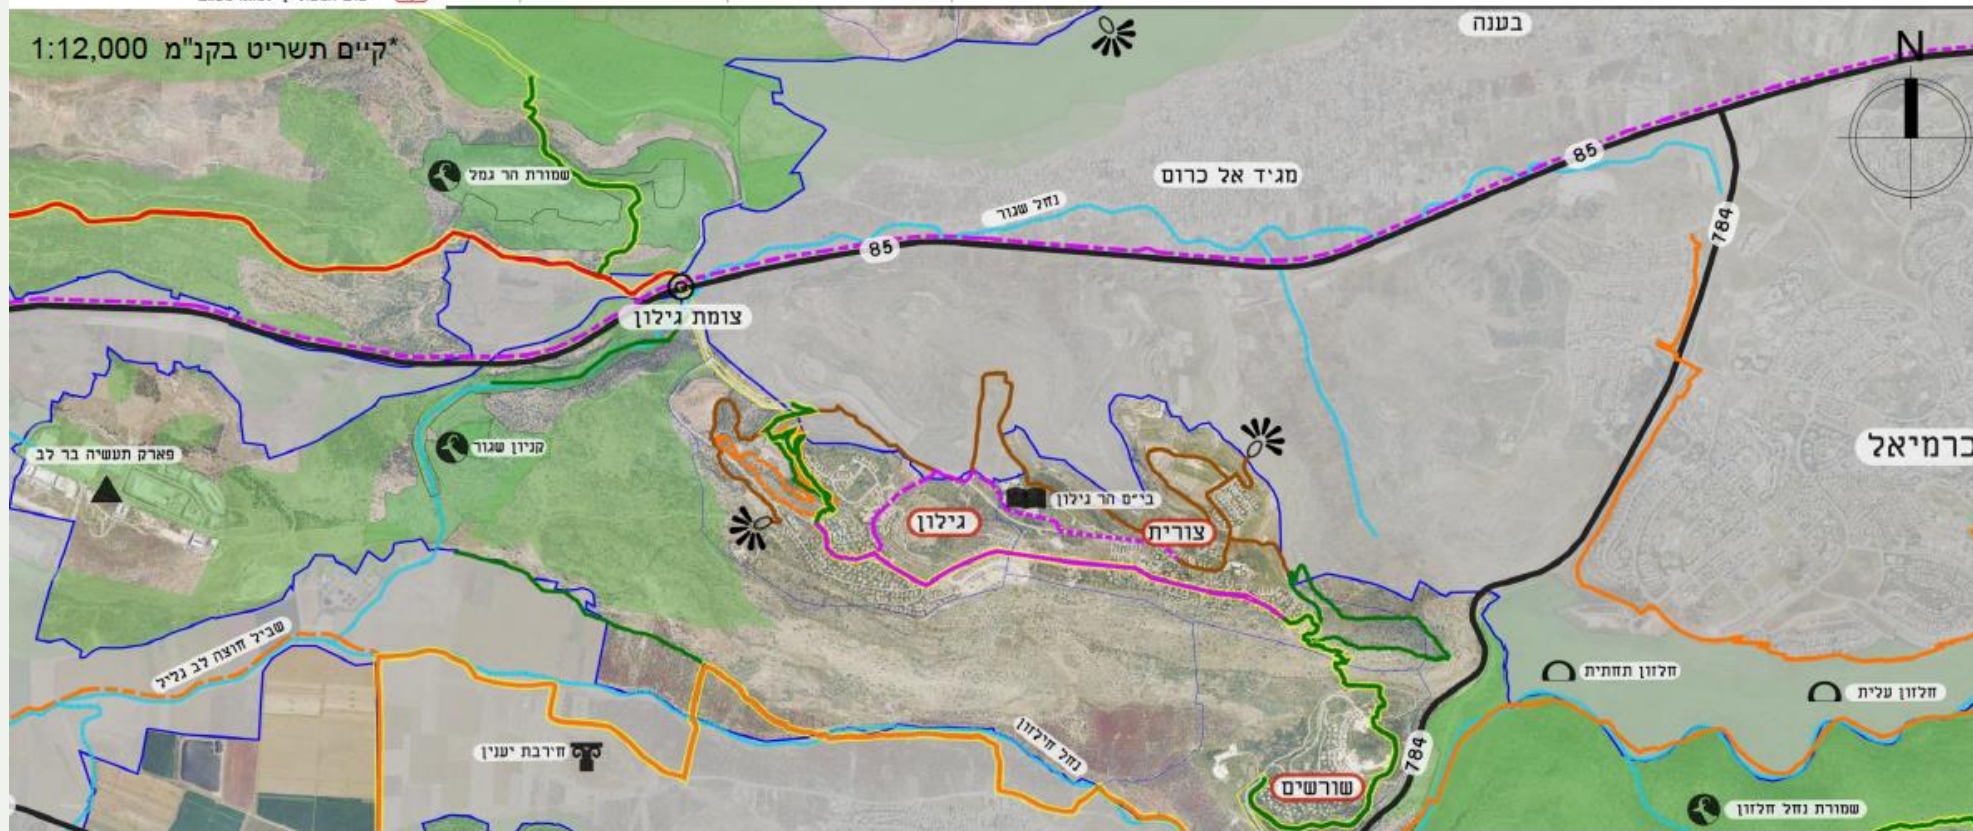 *קיים תשריט בקנ"מ 1:12,000
בענה
N
שמורת הר גמל
מג'ד אל כרום
85
נחל שגור
85
784
צומת גילון
כרמיאל
פארק תעשיה בר לב
קניון שגור
בי"ס הר גילון
גילון
צורית
שביל חוצה לב גליל
חלזון תחתית
חלזון עלית
חירבת יענין
נחל חילזון
784
שורשים
שמורת נחל חלזון